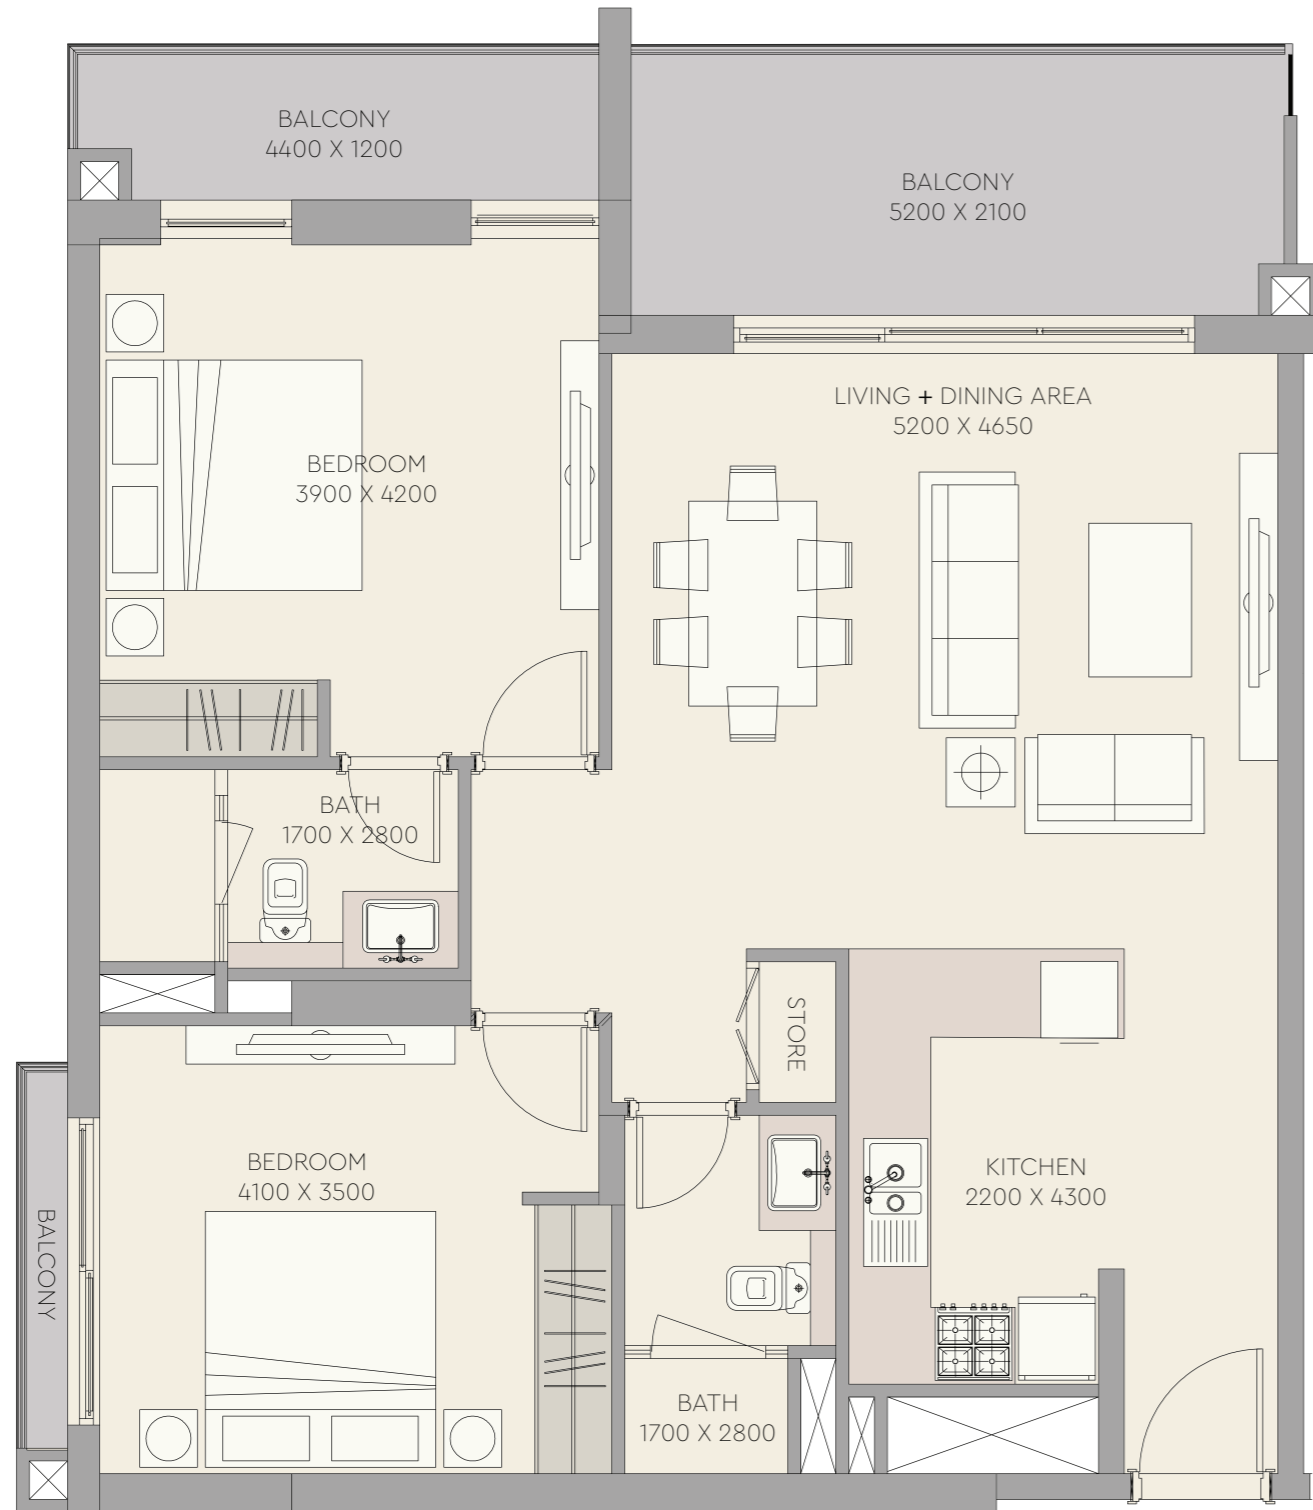 BALCONY
4400 X 1200
BALCONY
5200 X 2100
LIVING + DINING AREA
5200 X 4650
BEDROOM
3900 X 4200
BATH
1700 X 2800
STORE
BEDROOM
4100 X 3500
KITCHEN
2200 X 4300
BALCONY
BATH
1700 X 2800